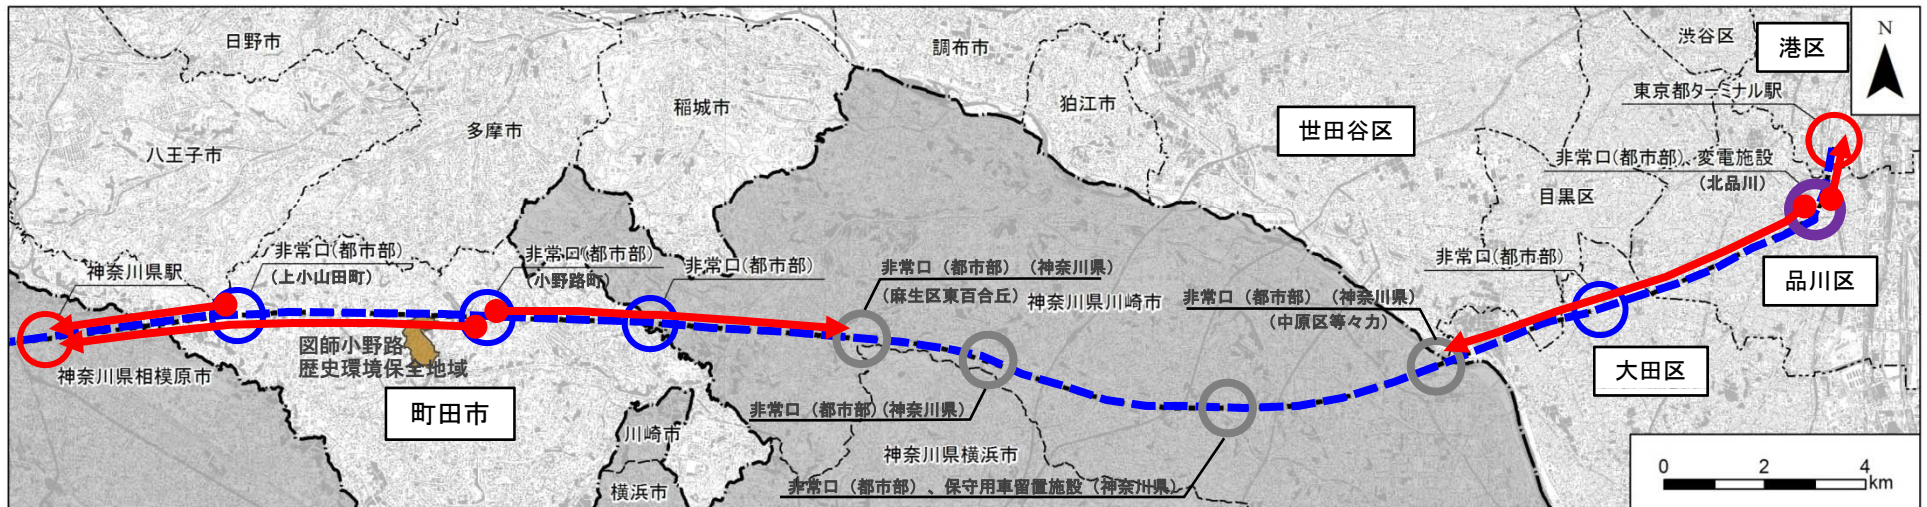 日野市
調布市
渋谷区
港区
N
東京都ターミナル駅
稲城市
狛江市
世田谷区
多摩市
八王子市
非常口(都市部)、変電施設
(北品川)
目黒区
非常口(都市部)
(上小山田町)
非常口(都市部)
(小野路町)
非常口(都市部)
神奈川県駅
非常口(都市部)(神奈川県)
(麻生区東百合丘)
神奈川県川崎市
非常口(都市部)(神奈川県)
(中原区等々力)
非常口(都市部)
品川区
図師小野路
歴史環境保全地域
神奈川県相模原市
大田区
町田市
非常口(都市部)(神奈川県)
川崎市
神奈川県横浜市
横浜市
非常口(都市部)、保守用車留置施設(神奈川県)
0 2 4
km